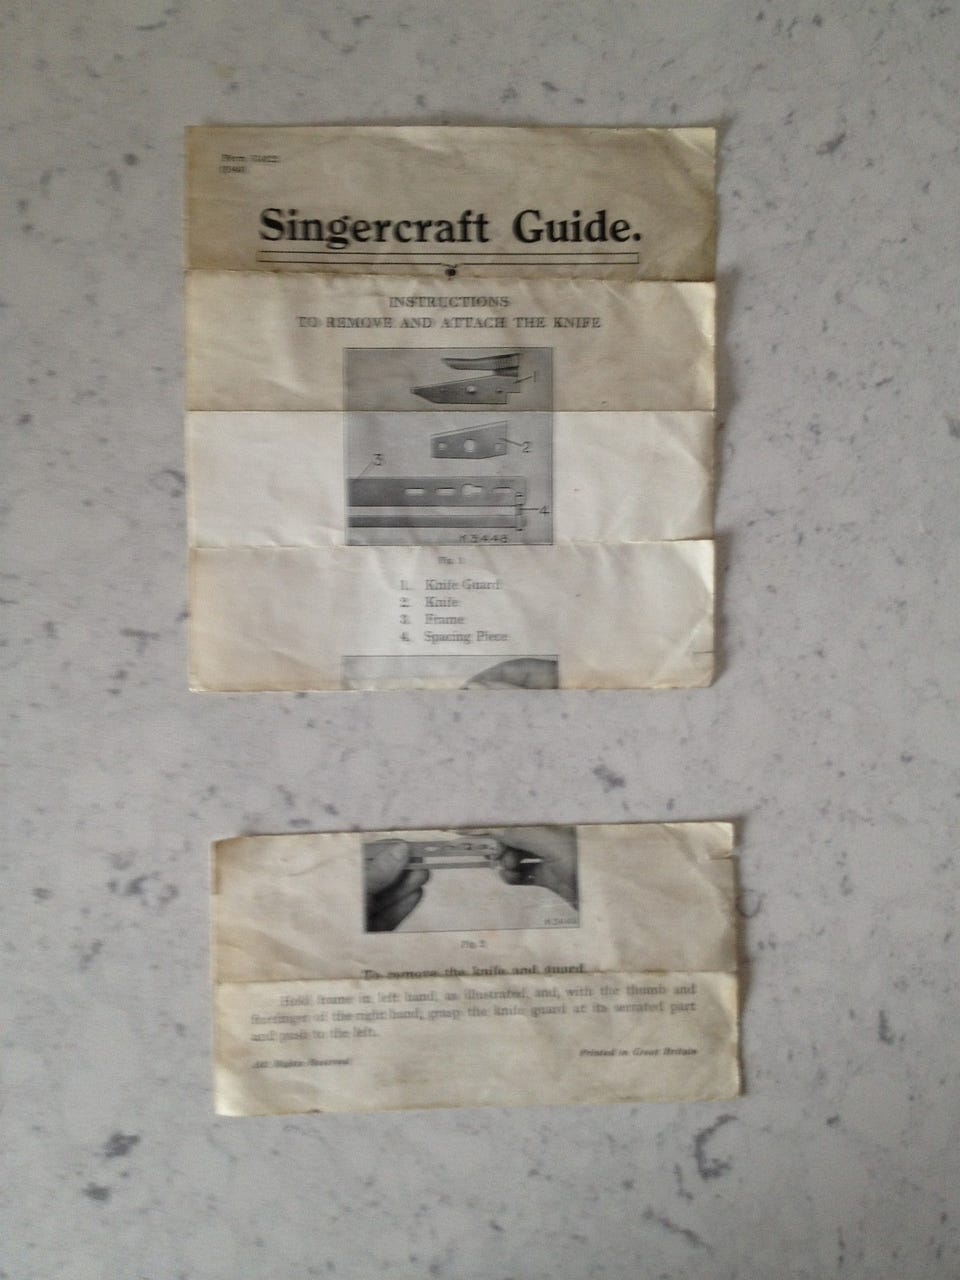 Singercraft Guide.
INSTRUCTIONS
TO REMOVE AND ATTACH THE KNIFE
1
2
3
4
Fig. 1
1. Knife Guard
2. Knife
3. Frame
4. Spacing Piece
Fig. 2
To remove the knife and guard
Hold frame in left hand, as illustrated, and, with the thumb and
forefinger of the right hand, grasp the knife guard at its serrated part
and push to the left.
All Rights Reserved
Printed in Great Britain